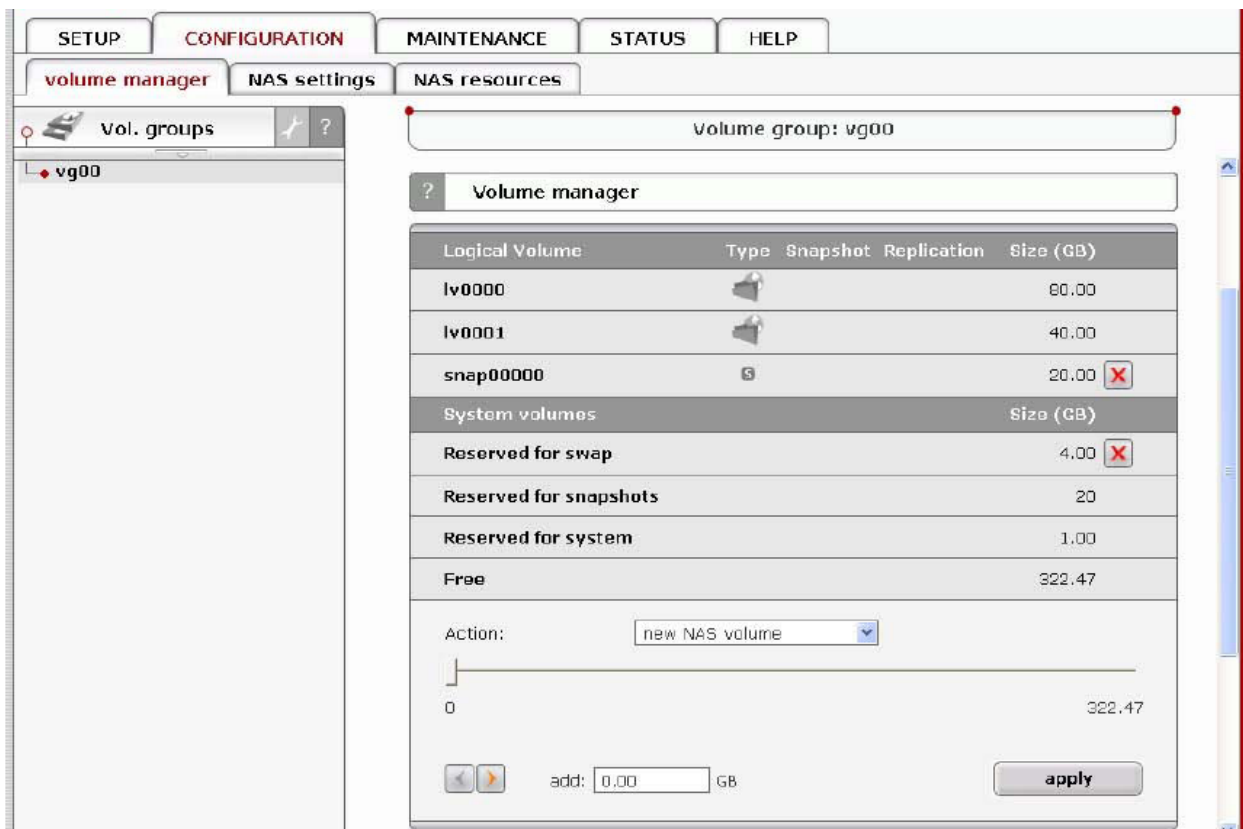 SETUP CONFIGURATION MAINTENANCE STATUS HELP
volume manager NAS settings NAS resources
Vol. groups ?
vg00
Volume group: vg00
? Volume manager
Logical Volume Type Snapshot Replication Size (GB)
lv0000 80.00
lv0001 40.00
snap00000 S 20.00
System volumes Size (GB)
Reserved for swap 4.00
Reserved for snapshots 20
Reserved for system 1.00
Free 322.47
Action: new NAS volume
0 322.47
add: 0.00 GB apply